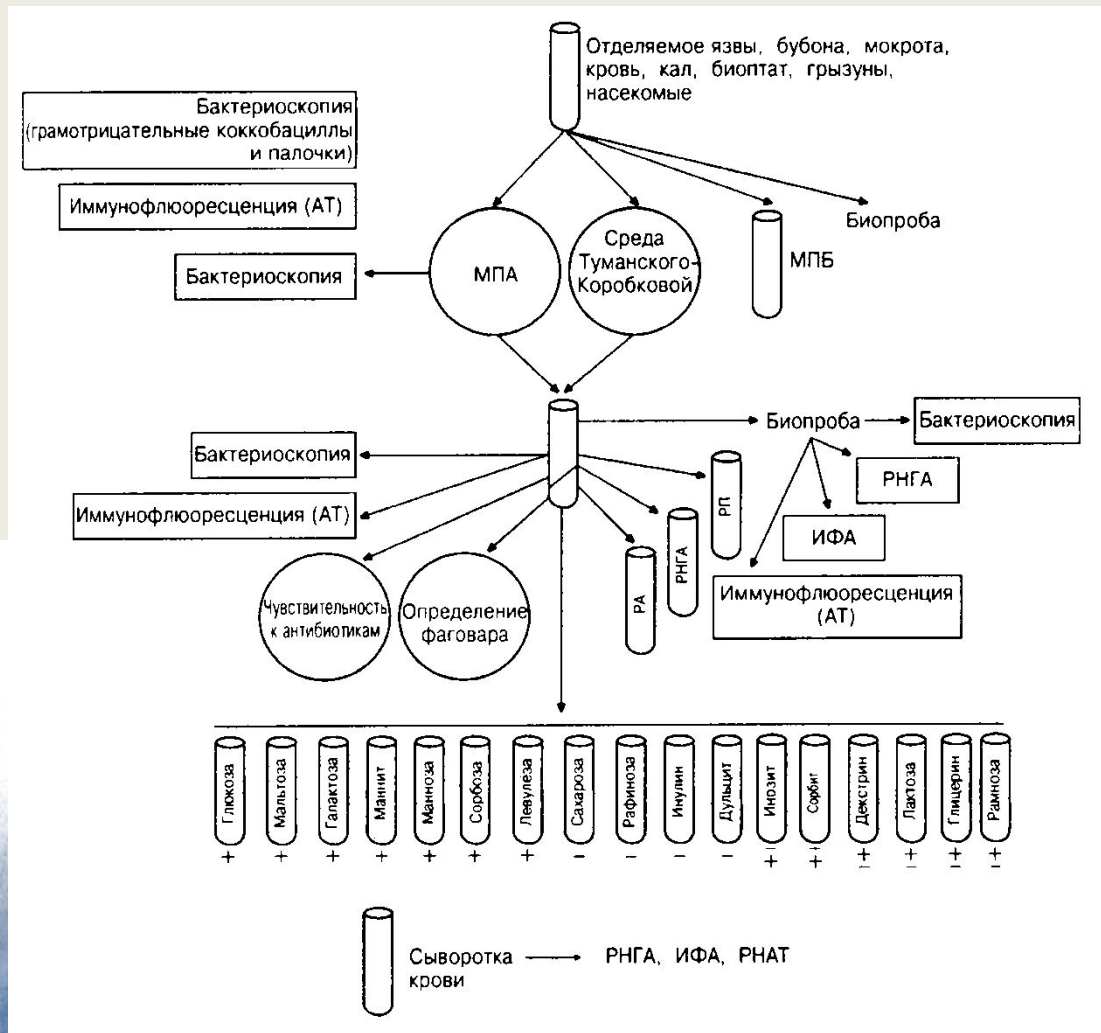 Отделяемое язвы, бубона, мокрота,
кровь, кал, биоптат, грызуны,
насекомые
Бактериоскопия
(грамотрицательные коккобациллы
и палочки)
Иммунофлюоресценция (АТ)
Бактериоскопия
МПА
Среда
Туманского-
Коробковой
МПБ
Биопроба
Биопроба
Бактериоскопия
Бактериоскопия
Иммунофлюоресценция (АТ)
РП
РНГА
РА
РНГА
ИФА
Иммунофлюоресценция
(АТ)
Чувствительность
к антибиотикам
Определение
фаговара
Глюкоза
Мальтоза
Галактоза
Маннит
Манноза
Сорбоза
Левулеза
Сахароза
Рафиноза
Инулин
Дульцит
Инозит
Сорбит
Декстрин
Лактоза
Глицерин
Рамноза
+ + + + + + + – – – – +– +– –+ –+ –+ –+
Сыворотка
крови
РНГА, ИФА, РНАТ